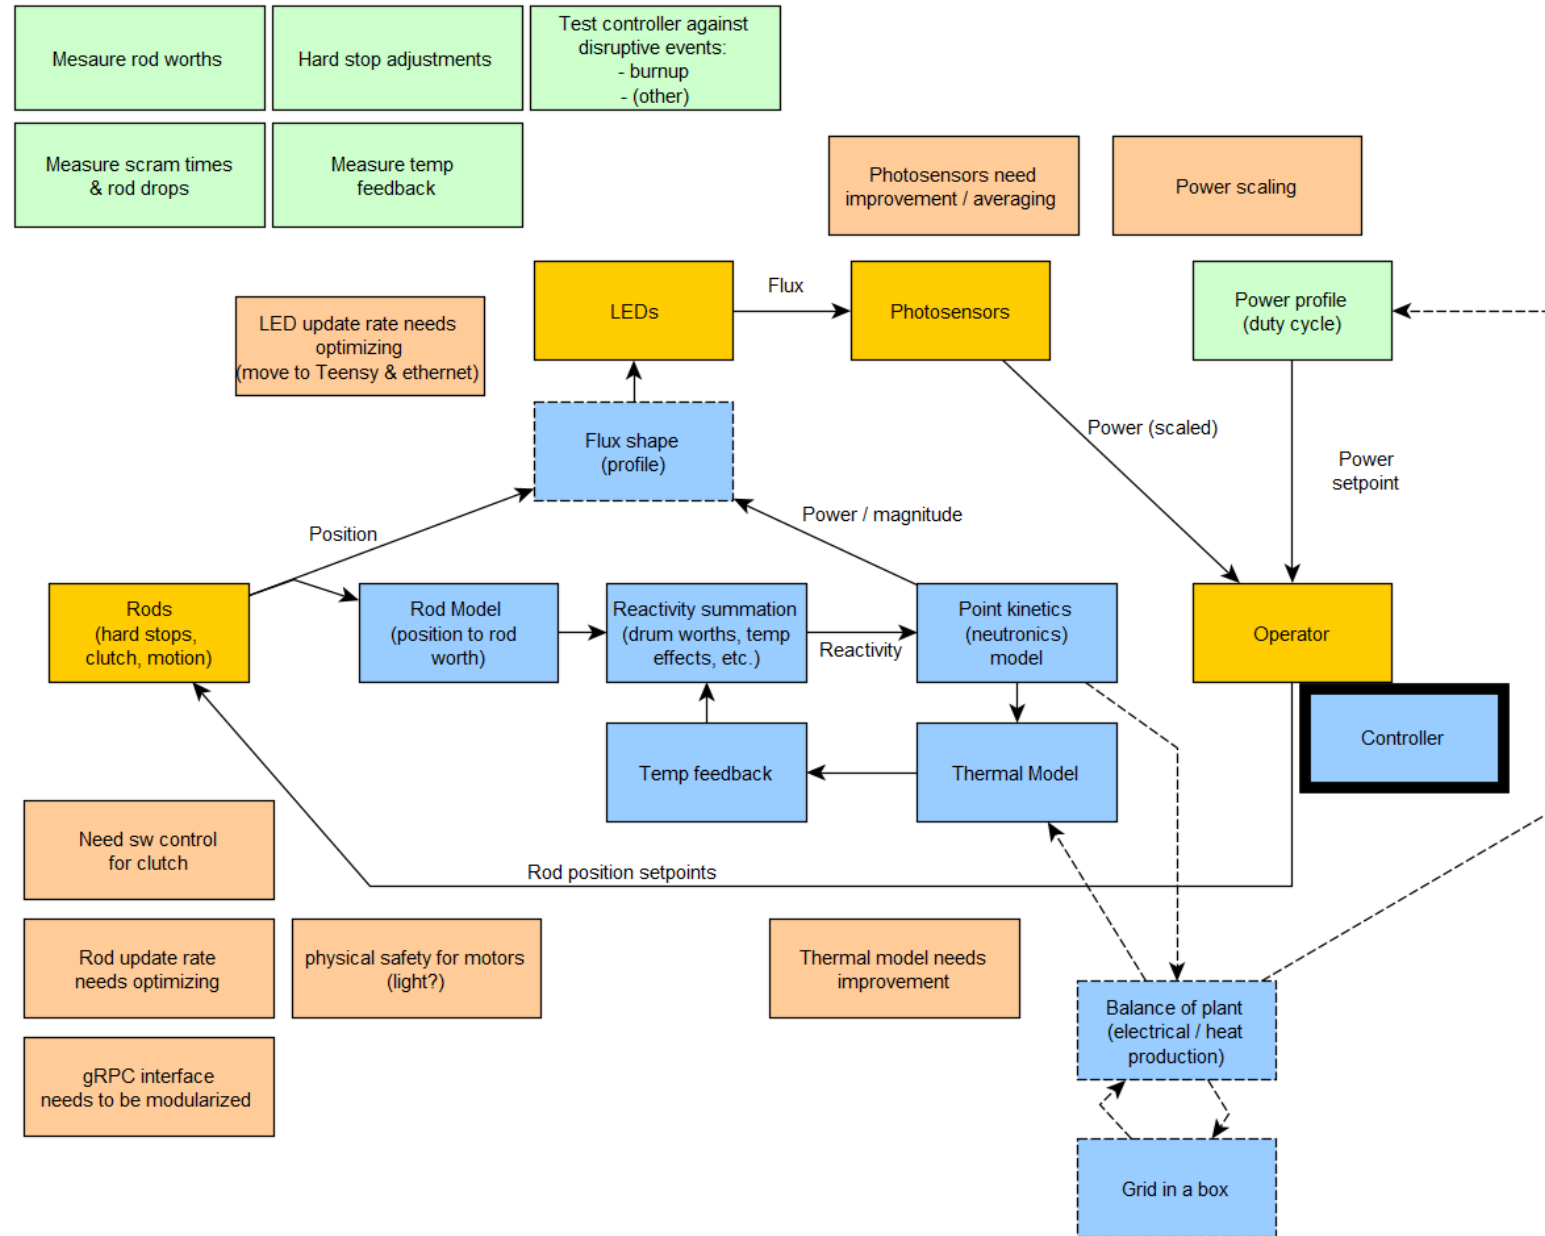 Mesaure rod worths
Hard stop adjustments
Test controller against
disruptive events:
- burnup
- (other)
Measure scram times
& rod drops
Measure temp
feedback
Photosensors need
improvement / averaging
Power scaling
LED update rate needs
optimizing
(move to Teensy & ethernet)
LEDs
Flux
Photosensors
Power profile
(duty cycle)
Flux shape
(profile)
Power (scaled)
Power
setpoint
Position
Power / magnitude
Rods
(hard stops,
clutch, motion)
Rod Model
(position to rod
worth)
Reactivity summation
(drum worths, temp
effects, etc.)
Reactivity
Point kinetics
(neutronics)
model
Operator
Controller
Temp feedback
Thermal Model
Need sw control
for clutch
Rod position setpoints
Rod update rate
needs optimizing
physical safety for motors
(light?)
Thermal model needs
improvement
Balance of plant
(electrical / heat
production)
gRPC interface
needs to be modularized
Grid in a box